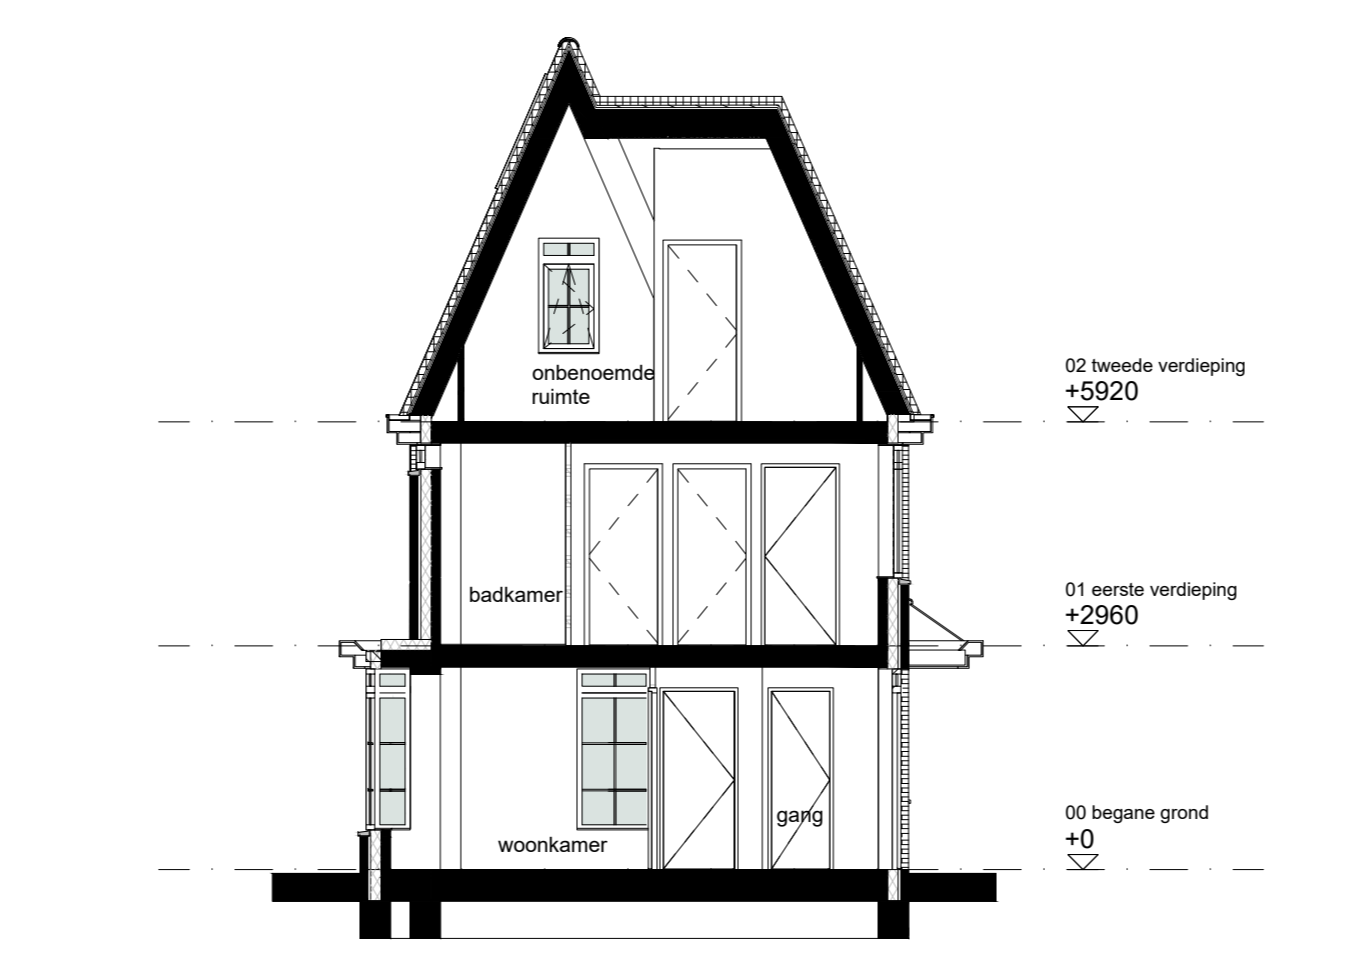 02 tweede verdieping
+5920
onbenoemde
ruimte
01 eerste verdieping
+2960
badkamer
00 begane grond
+0
gang
woonkamer